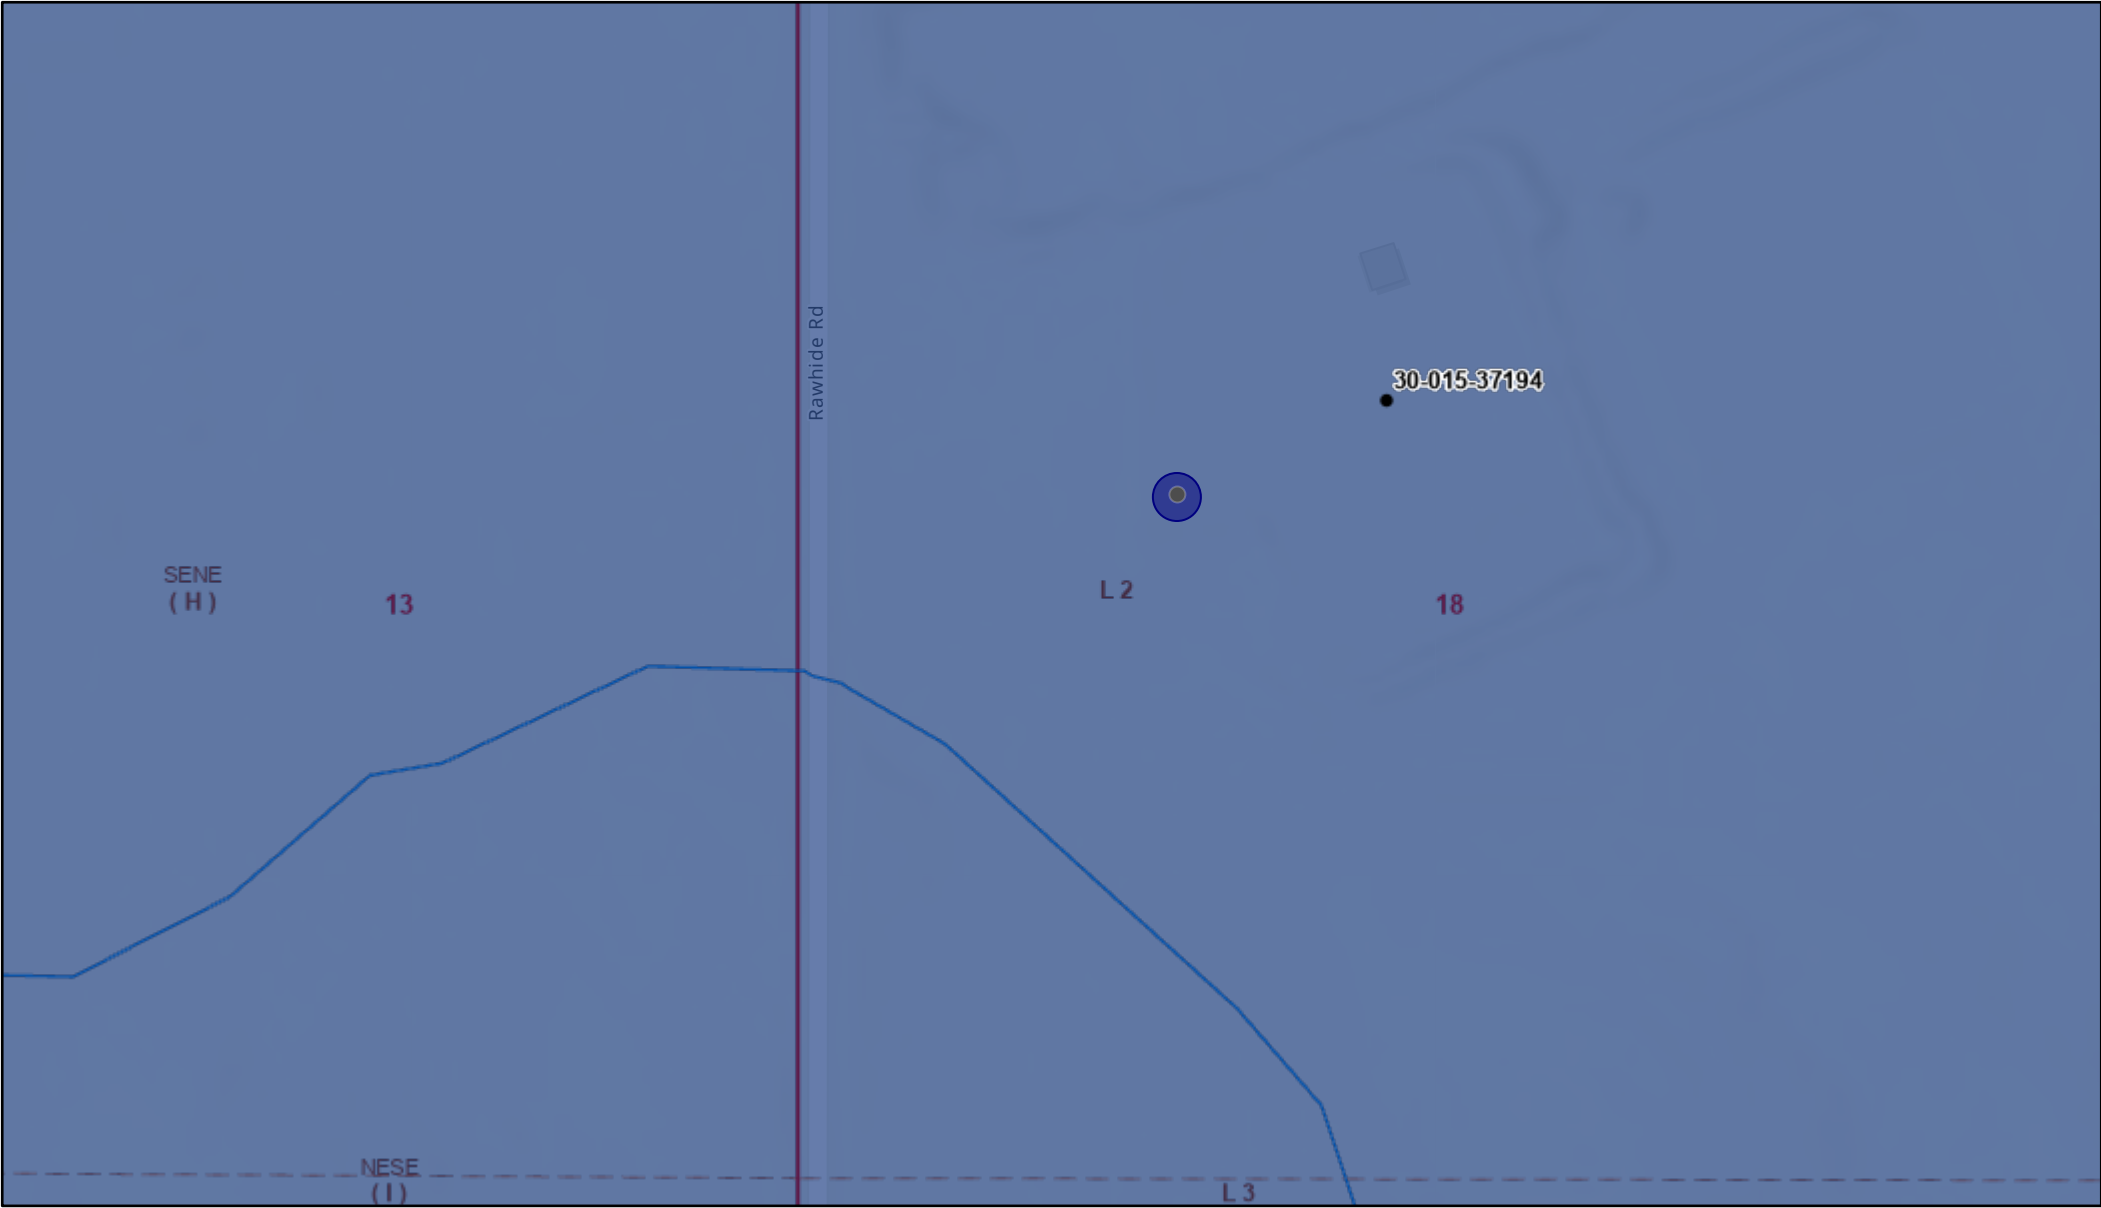 Rawhide Rd
30-015-37194
SENE
( H )
13
L 2
18
NESE
( I )
L 3